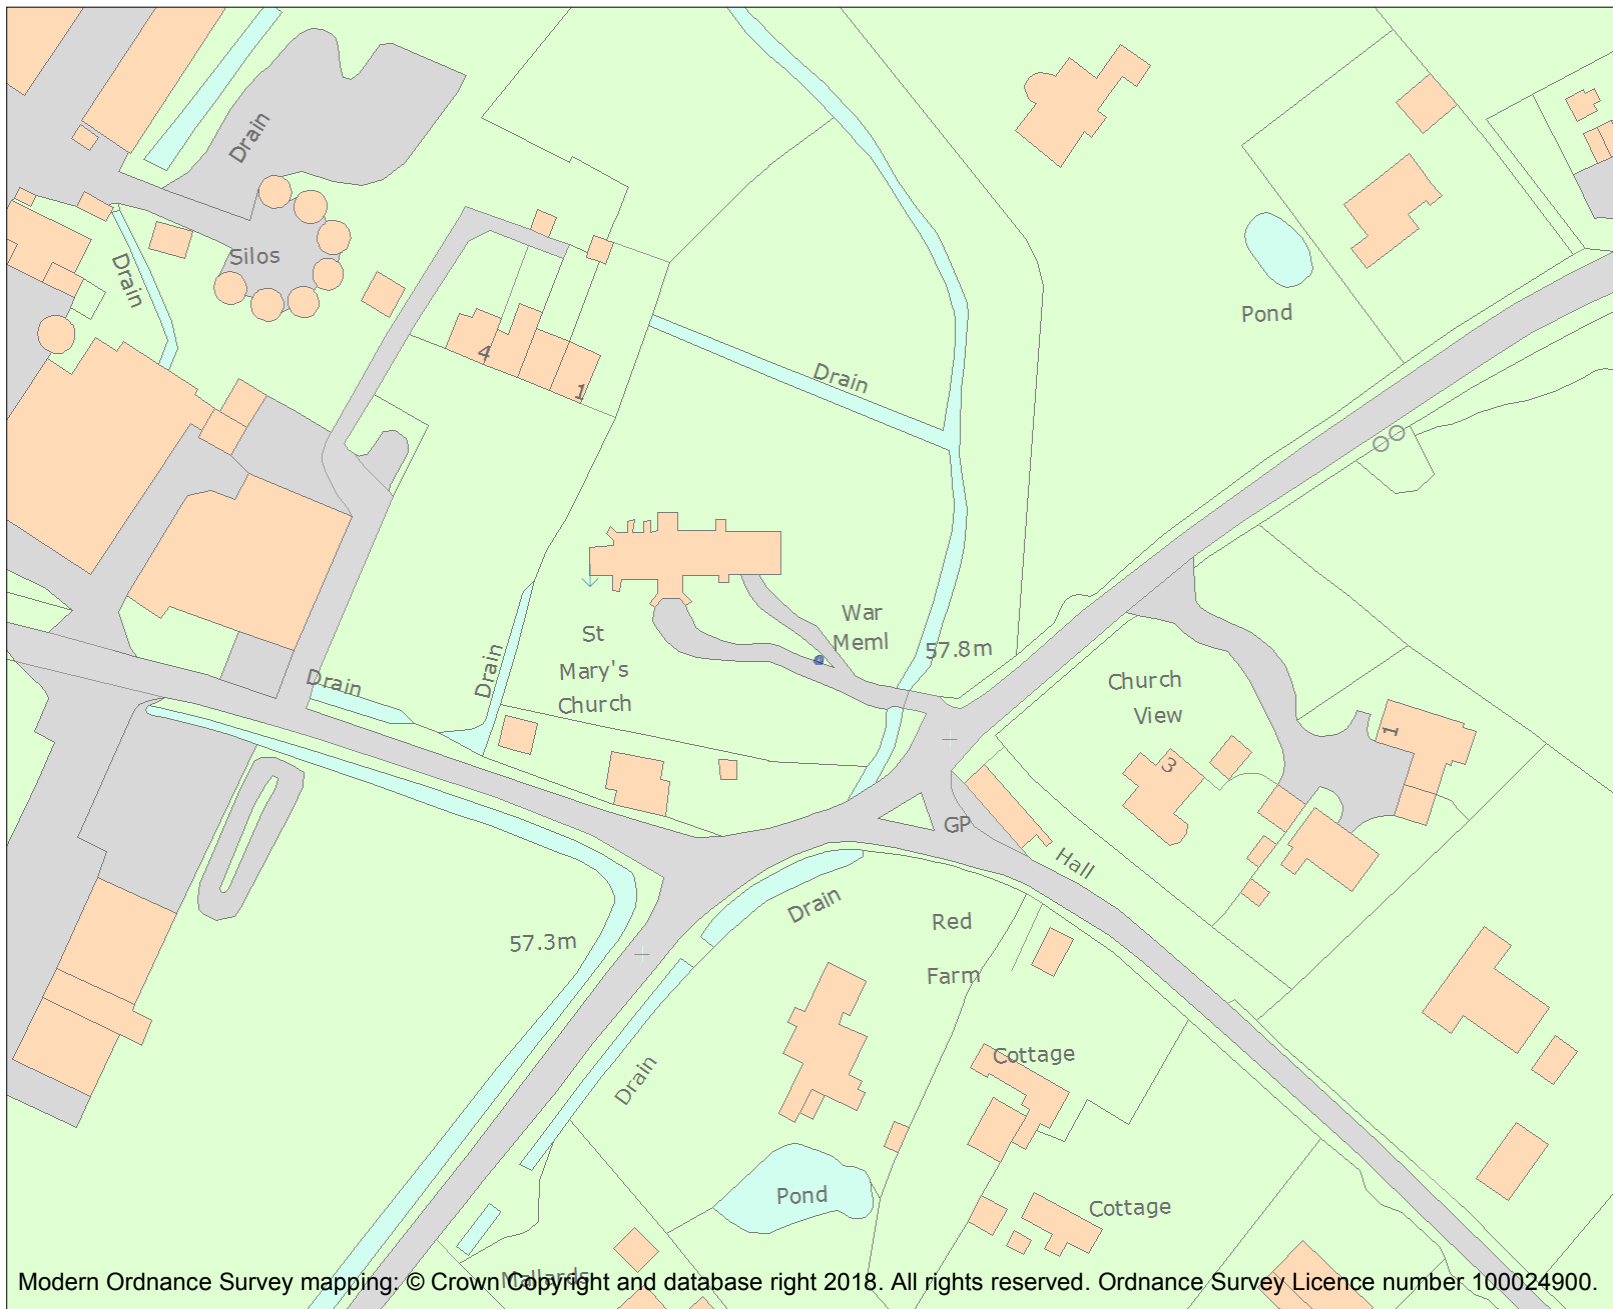 Drain
Silos
Drain
Pond
4
1
Drain
War
Meml
St
Mary's
Church
57.8m
Drain
Drain
Church
View
1
3
GP
Hall
Drain
Red
Farm
57.3m
Cottage
Drain
Pond
Cottage
Mallards
Modern Ordnance Survey mapping: © Crown Copyright and database right 2018. All rights reserved. Ordnance Survey Licence number 100024900.